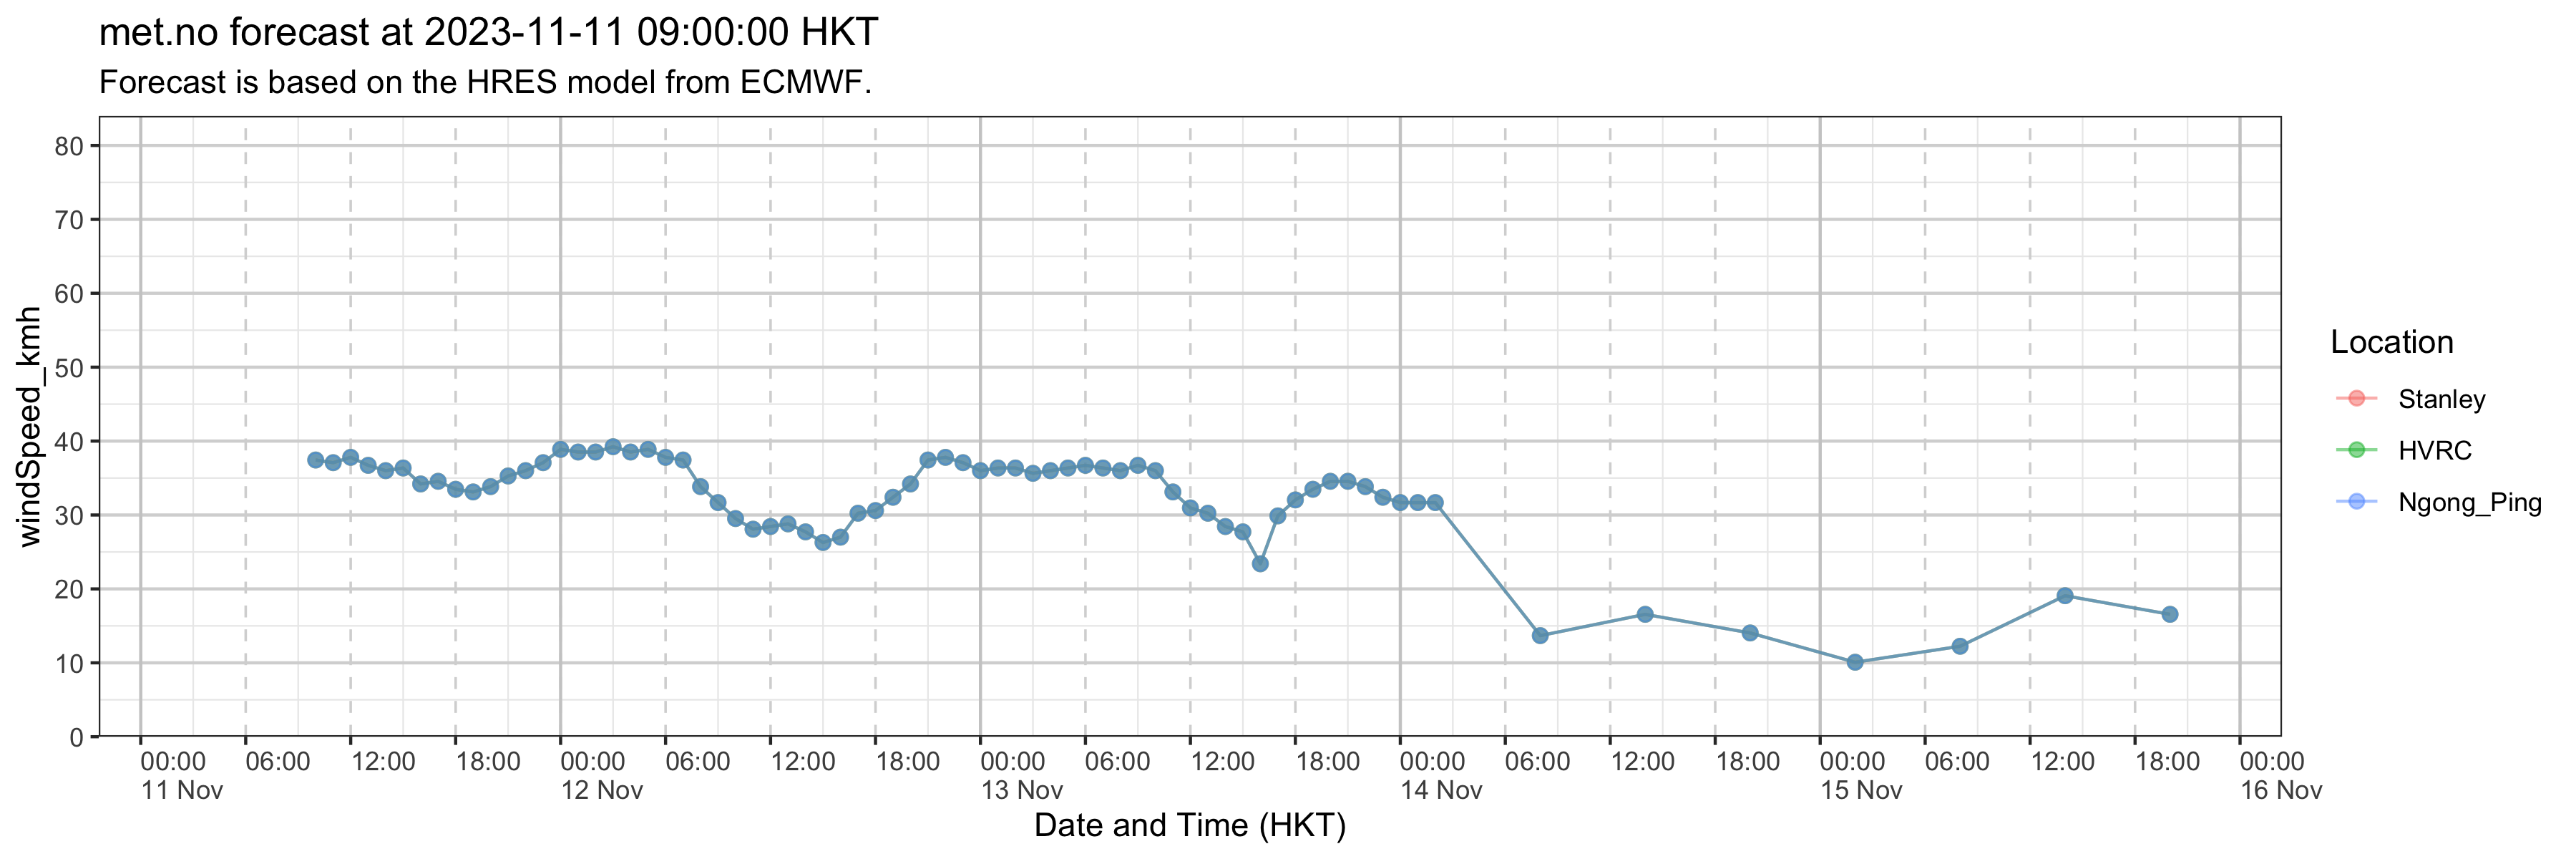 met.no forecast at 2023-11-11 09:00:00 HKT
Forecast is based on the HRES model from ECMWF.
windSpeed_kmh
80
70
60
50
40
30
20
10
0
00:00 06:00 12:00 18:00 00:00 06:00 12:00 18:00 00:00 06:00 12:00 18:00 00:00 06:00 12:00 18:00 00:00 06:00 12:00 18:00 00:00
11 Nov 12 Nov 13 Nov 14 Nov 15 Nov 16 Nov
Date and Time (HKT)
Location
Stanley
HVRC
Ngong_Ping